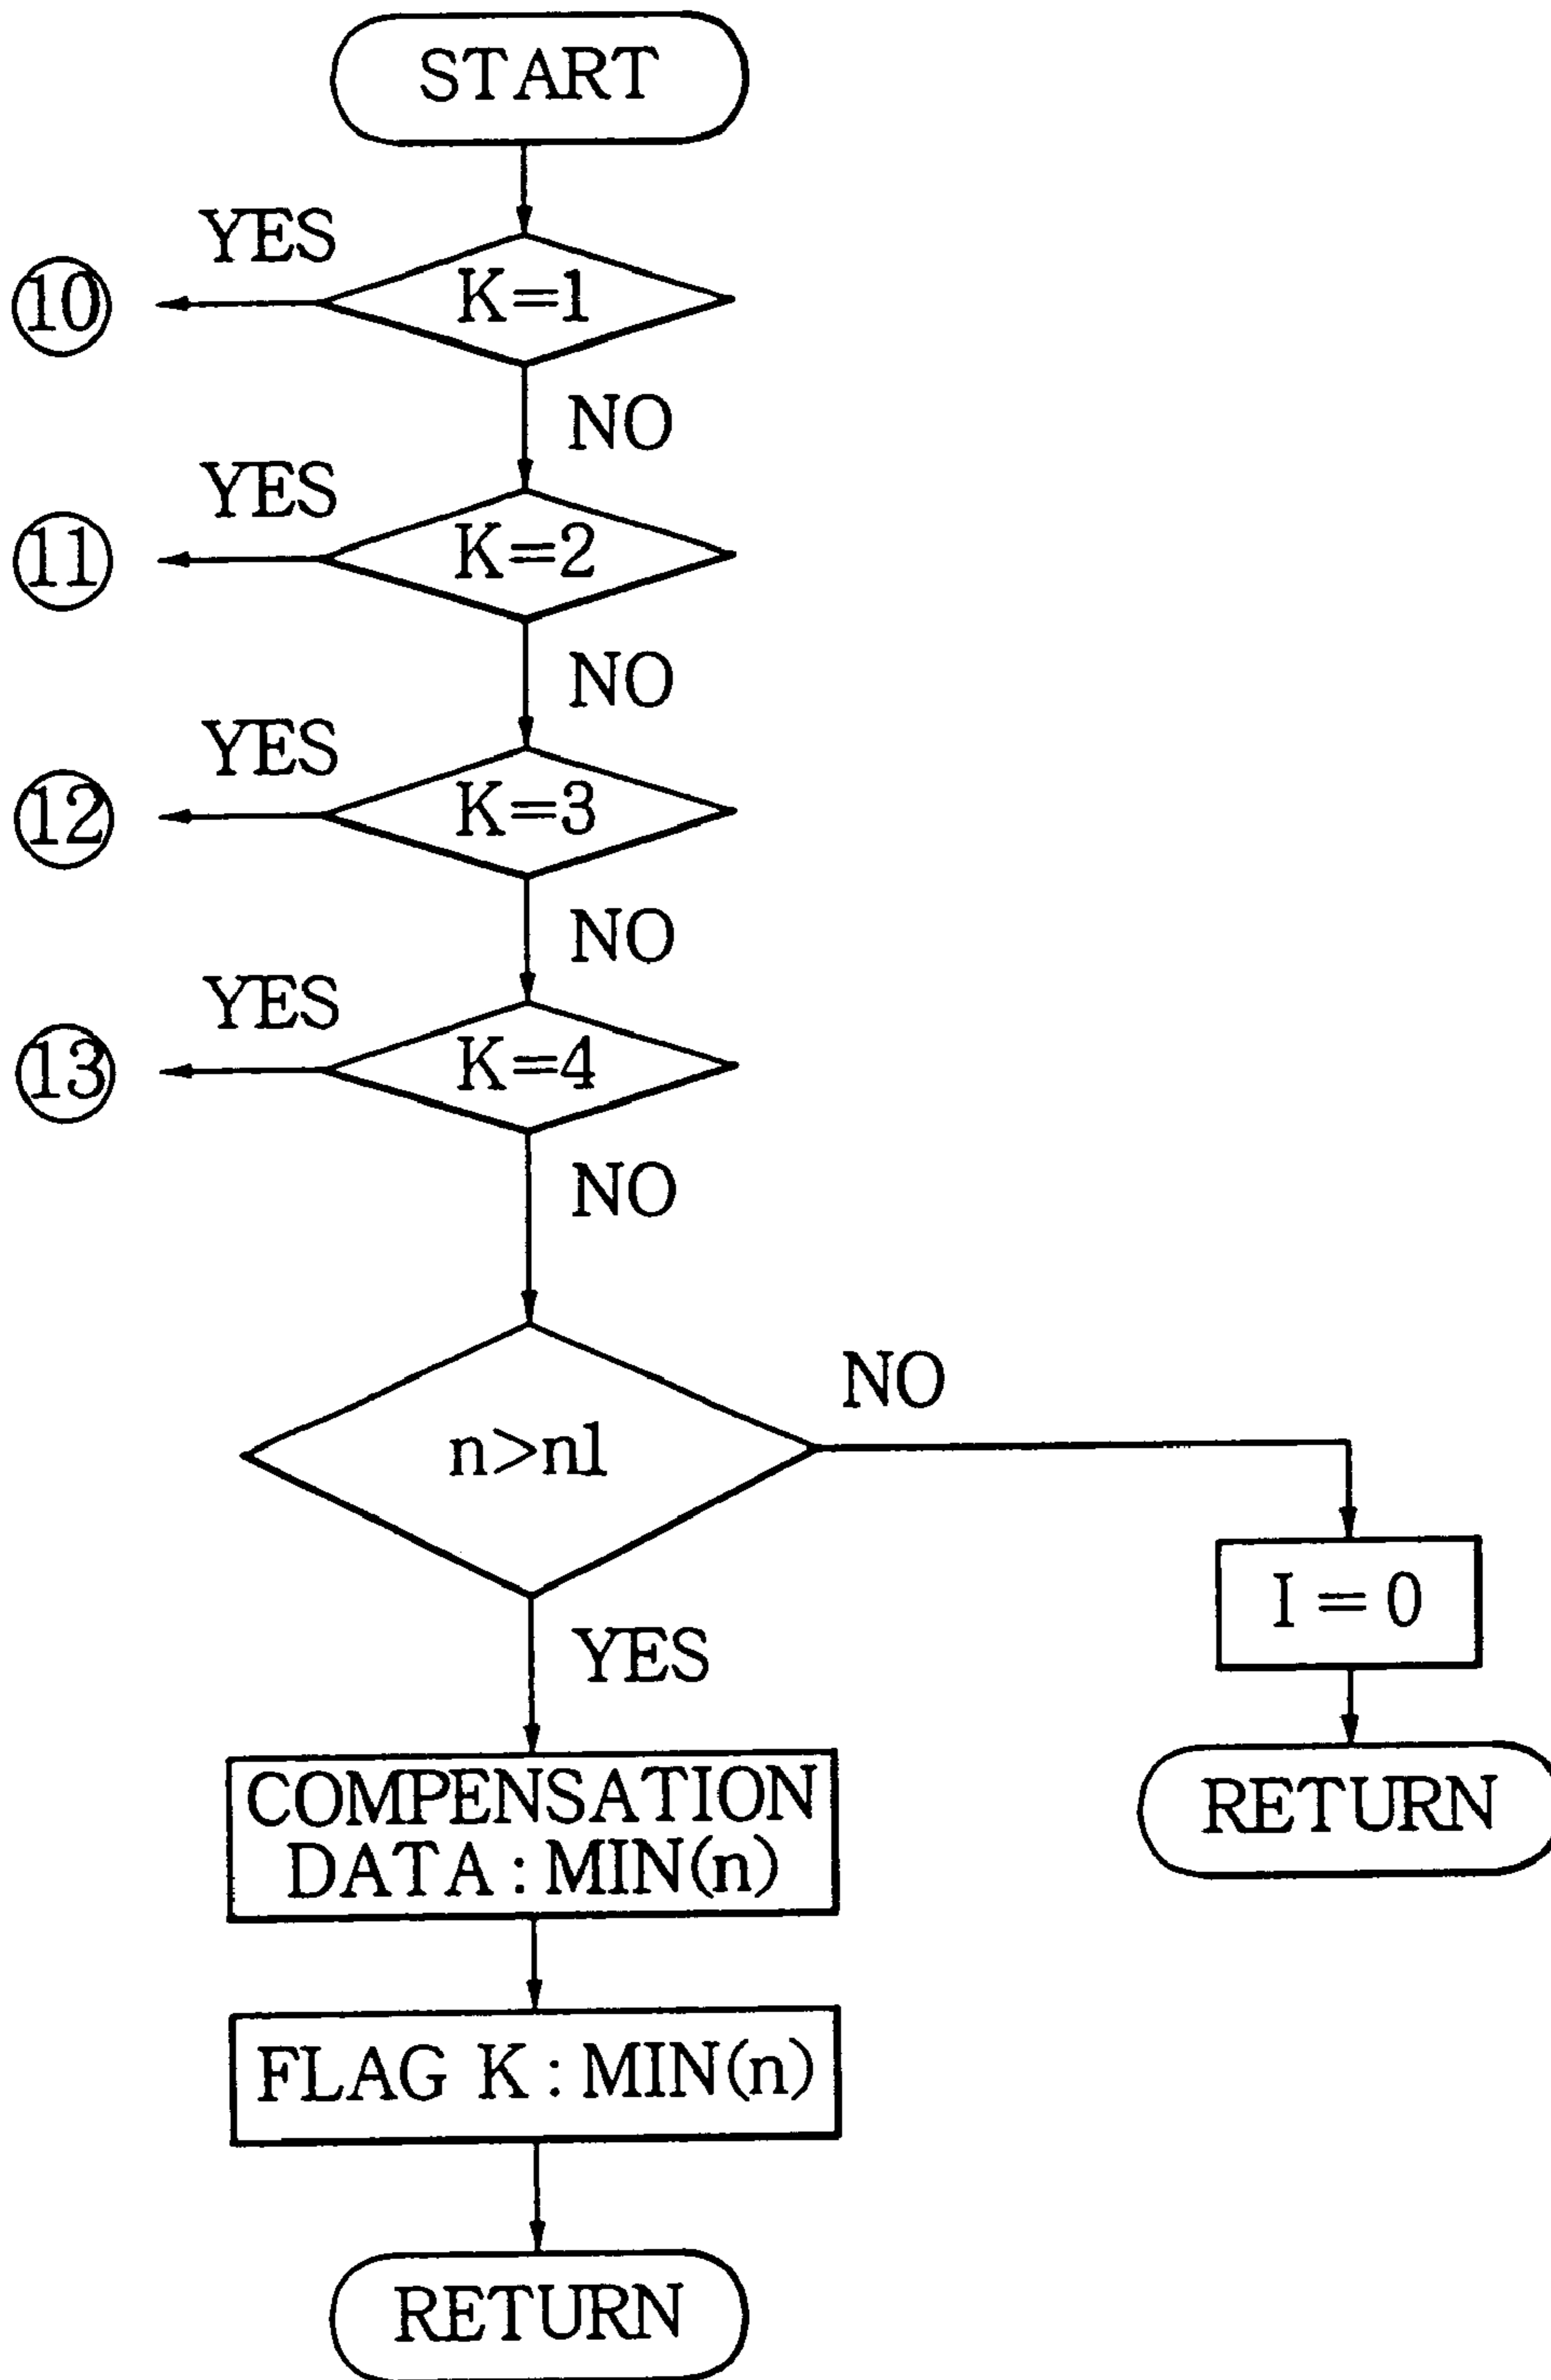 START
YES
10
K=1
NO
YES
11
K=2
NO
YES
12
K=3
NO
YES
13
K=4
NO
NO
n>n1
I=0
YES
COMPENSATION
DATA:MIN(n)
RETURN
FLAG K:MIN(n)
RETURN